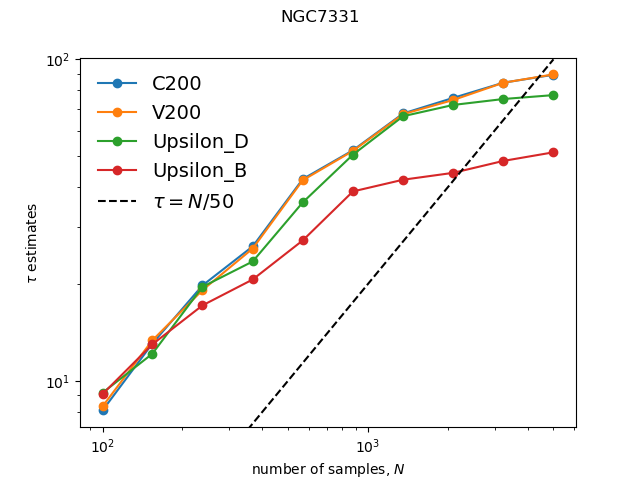 NGC7331
10²
C200
V200
Upsilon_D
Upsilon_B
τ = N/50
τ estimates
10¹
10²
10³
number of samples, N